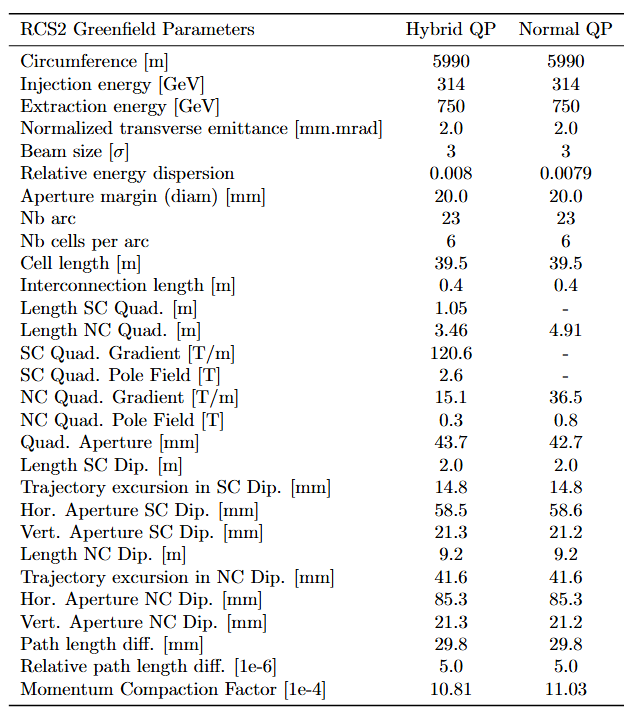 RCS2 Greenfield Parameters Hybrid QP Normal QP
Circumference [m] 5990 5990
Injection energy [GeV] 314 314
Extraction energy [GeV] 750 750
Normalized transverse emittance [mm.mrad] 2.0 2.0
Beam size [σ] 3 3
Relative energy dispersion 0.008 0.0079
Aperture margin (diam) [mm] 20.0 20.0
Nb arc 23 23
Nb cells per arc 6 6
Cell length [m] 39.5 39.5
Interconnection length [m] 0.4 0.4
Length SC Quad. [m] 1.05 -
Length NC Quad. [m] 3.46 4.91
SC Quad. Gradient [T/m] 120.6 -
SC Quad. Pole Field [T] 2.6 -
NC Quad. Gradient [T/m] 15.1 36.5
NC Quad. Pole Field [T] 0.3 0.8
Quad. Aperture [mm] 43.7 42.7
Length SC Dip. [m] 2.0 2.0
Trajectory excursion in SC Dip. [mm] 14.8 14.8
Hor. Aperture SC Dip. [mm] 58.5 58.6
Vert. Aperture SC Dip. [mm] 21.3 21.2
Length NC Dip. [m] 9.2 9.2
Trajectory excursion in NC Dip. [mm] 41.6 41.6
Hor. Aperture NC Dip. [mm] 85.3 85.3
Vert. Aperture NC Dip. [mm] 21.3 21.2
Path length diff. [mm] 29.8 29.8
Relative path length diff. [1e-6] 5.0 5.0
Momentum Compaction Factor [1e-4] 10.81 11.03